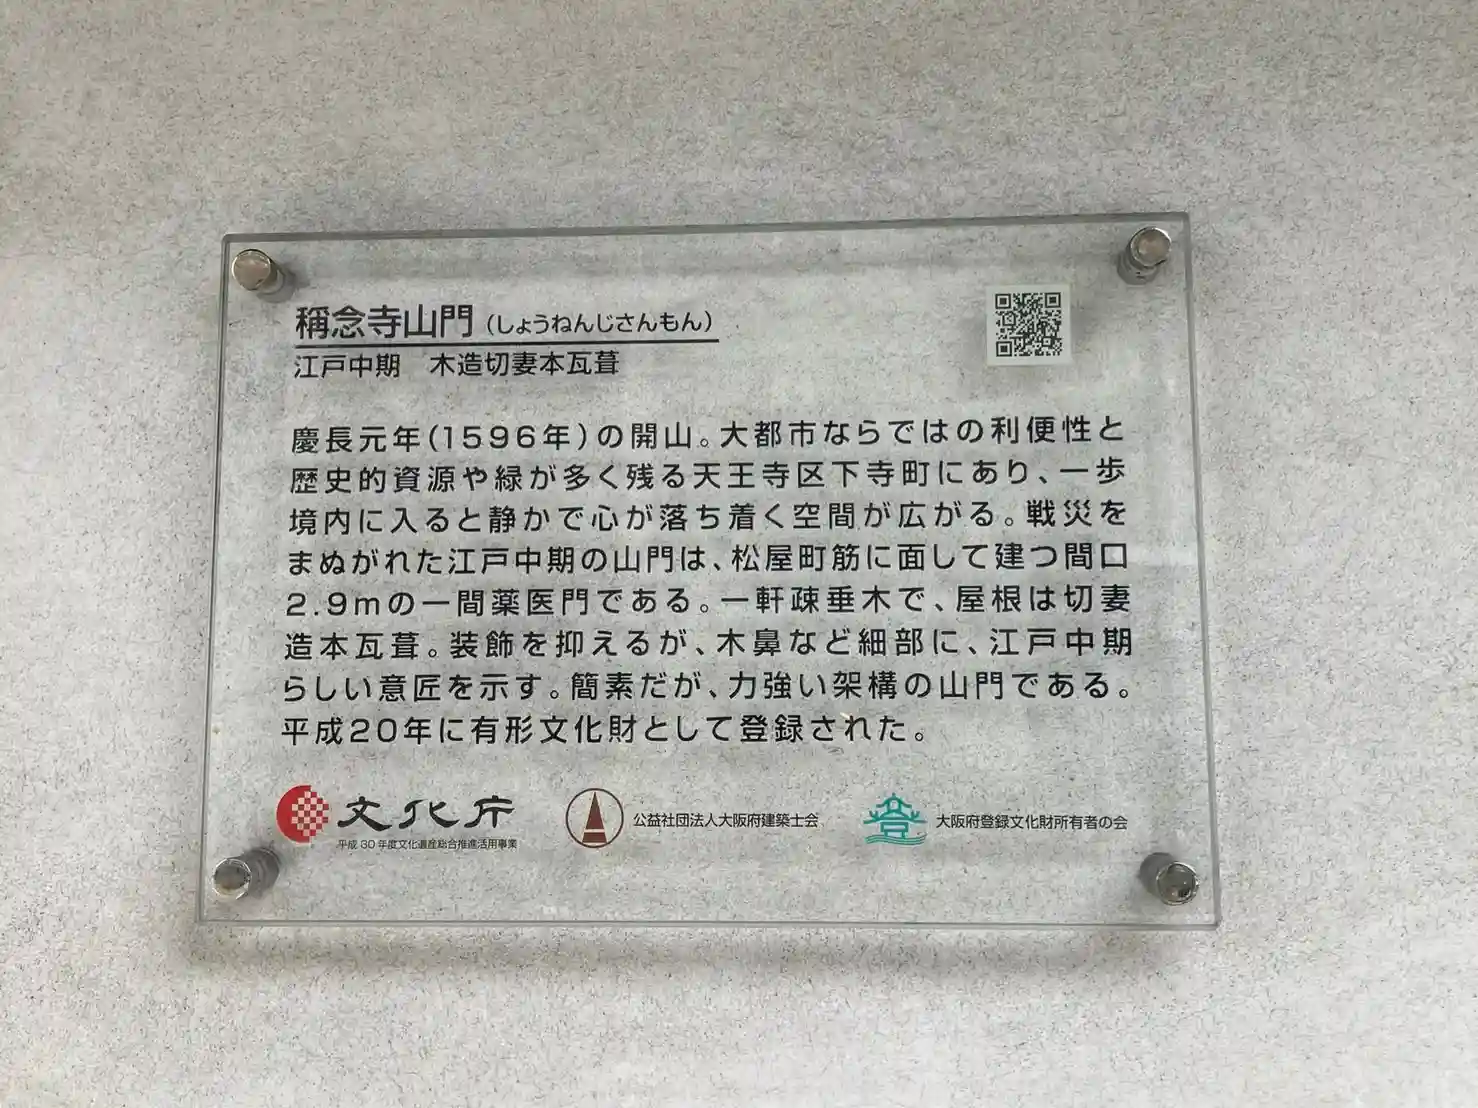 稱念寺山門（しょうねんじさんもん）
江戸中期　木造切妻本瓦葺
慶長元年(1596年)の開山。大都市ならではの利便性と
歴史的資源や緑が多く残る天王寺区下寺町にあり、一歩
境内に入ると静かで心が落ち着く空間が広がる。戦災を
まぬがれた江戸中期の山門は、松屋町筋に面して建つ間口
2.9mの一間薬医門である。一軒疎垂木で、屋根は切妻
造本瓦葺。装飾を抑えるが、木鼻など細部に、江戸中期
らしい意匠を示す。簡素だが、力強い架構の山門である。
平成20年に有形文化財として登録された。
文化庁
平成30年度文化遺産総合推進活用事業
公益社団法人大阪府建築士会
大阪府登録文化財所有者の会